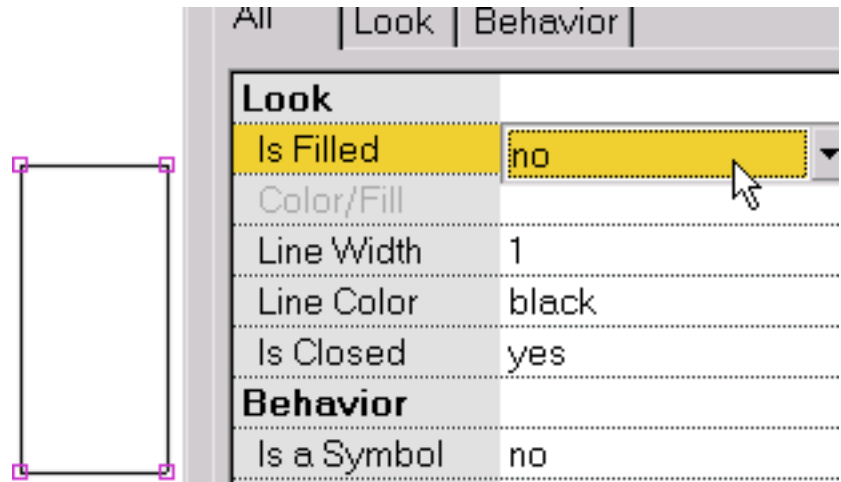 All Look Behavior
Look
Is Filled no
Color/Fill
Line Width 1
Line Color black
Is Closed yes
Behavior
Is a Symbol no